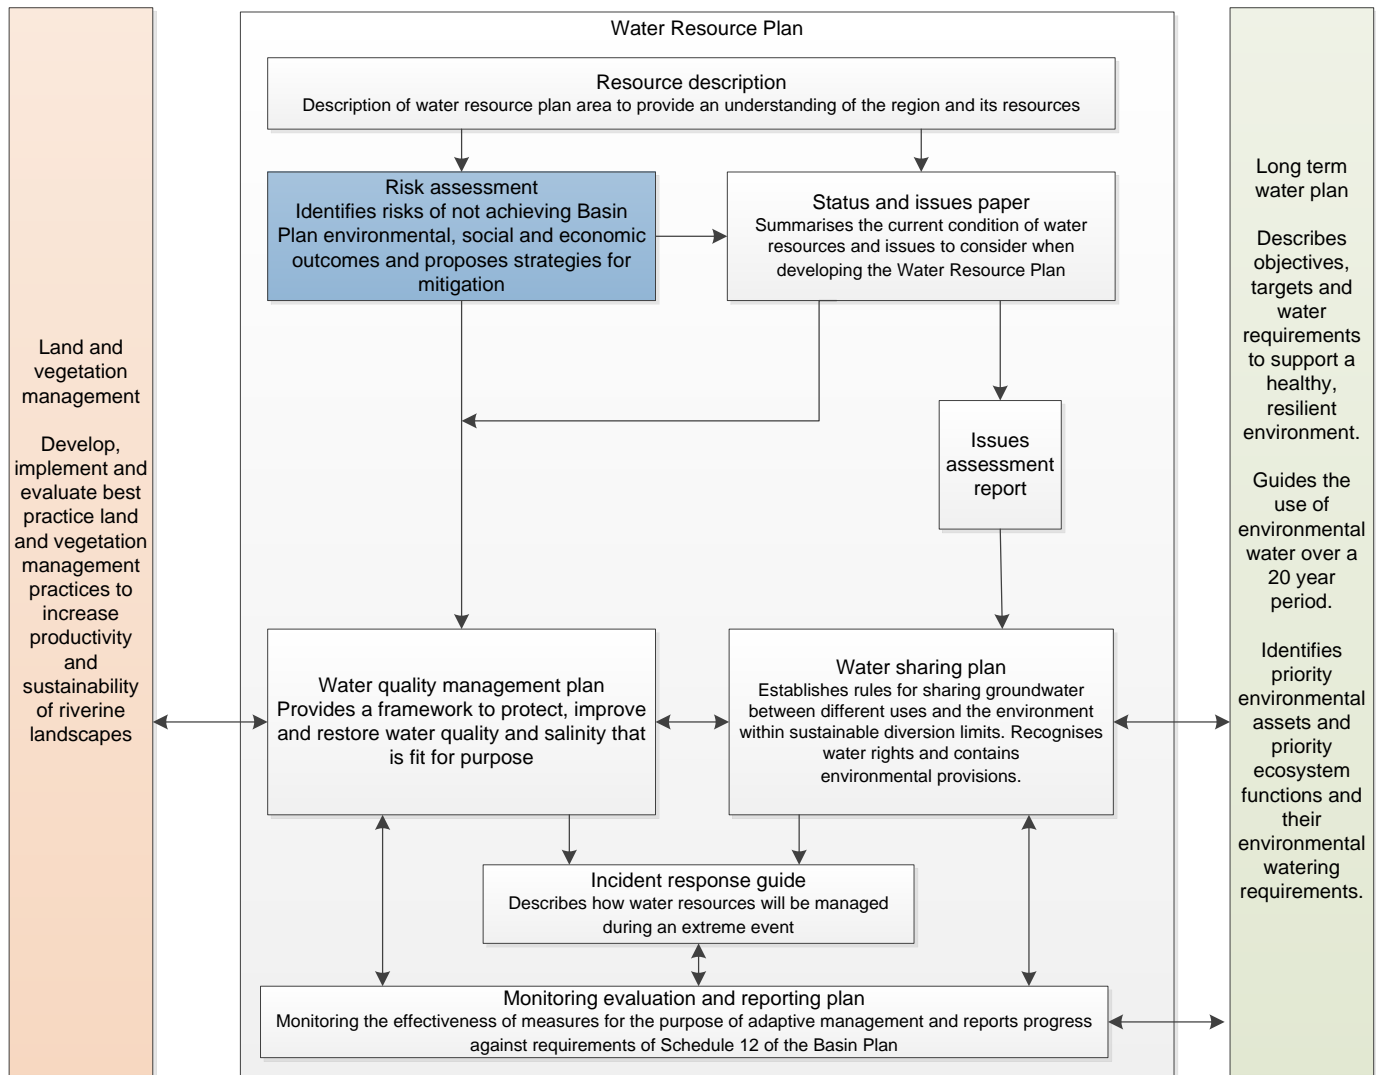 Water Resource Plan
Resource description
Description of water resource plan area to provide an understanding of the region and its resources
Risk assessment
Identifies risks of not achieving Basin
Plan environmental, social and economic
outcomes and proposes strategies for
mitigation
Status and issues paper
Summarises the current condition of water
resources and issues to consider when
developing the Water Resource Plan
Issues
assessment
report
Land and
vegetation
management
Develop,
implement and
evaluate best
practice land
and vegetation
management
practices to
increase
productivity
and
sustainability
of riverine
landscapes
Water quality management plan
Provides a framework to protect, improve
and restore water quality and salinity that
is fit for purpose
Water sharing plan
Establishes rules for sharing groundwater
between different uses and the environment
within sustainable diversion limits. Recognises
water rights and contains
environmental provisions.
Incident response guide
Describes how water resources will be managed
during an extreme event
Monitoring evaluation and reporting plan
Monitoring the effectiveness of measures for the purpose of adaptive management and reports progress
against requirements of Schedule 12 of the Basin Plan
Long term
water plan
Describes
objectives,
targets and
water
requirements
to support a
healthy,
resilient
environment.
Guides the
use of
environmental
water over a
20 year
period.
Identifies
priority
environmental
assets and
priority
ecosystem
functions and
their
environmental
watering
requirements.